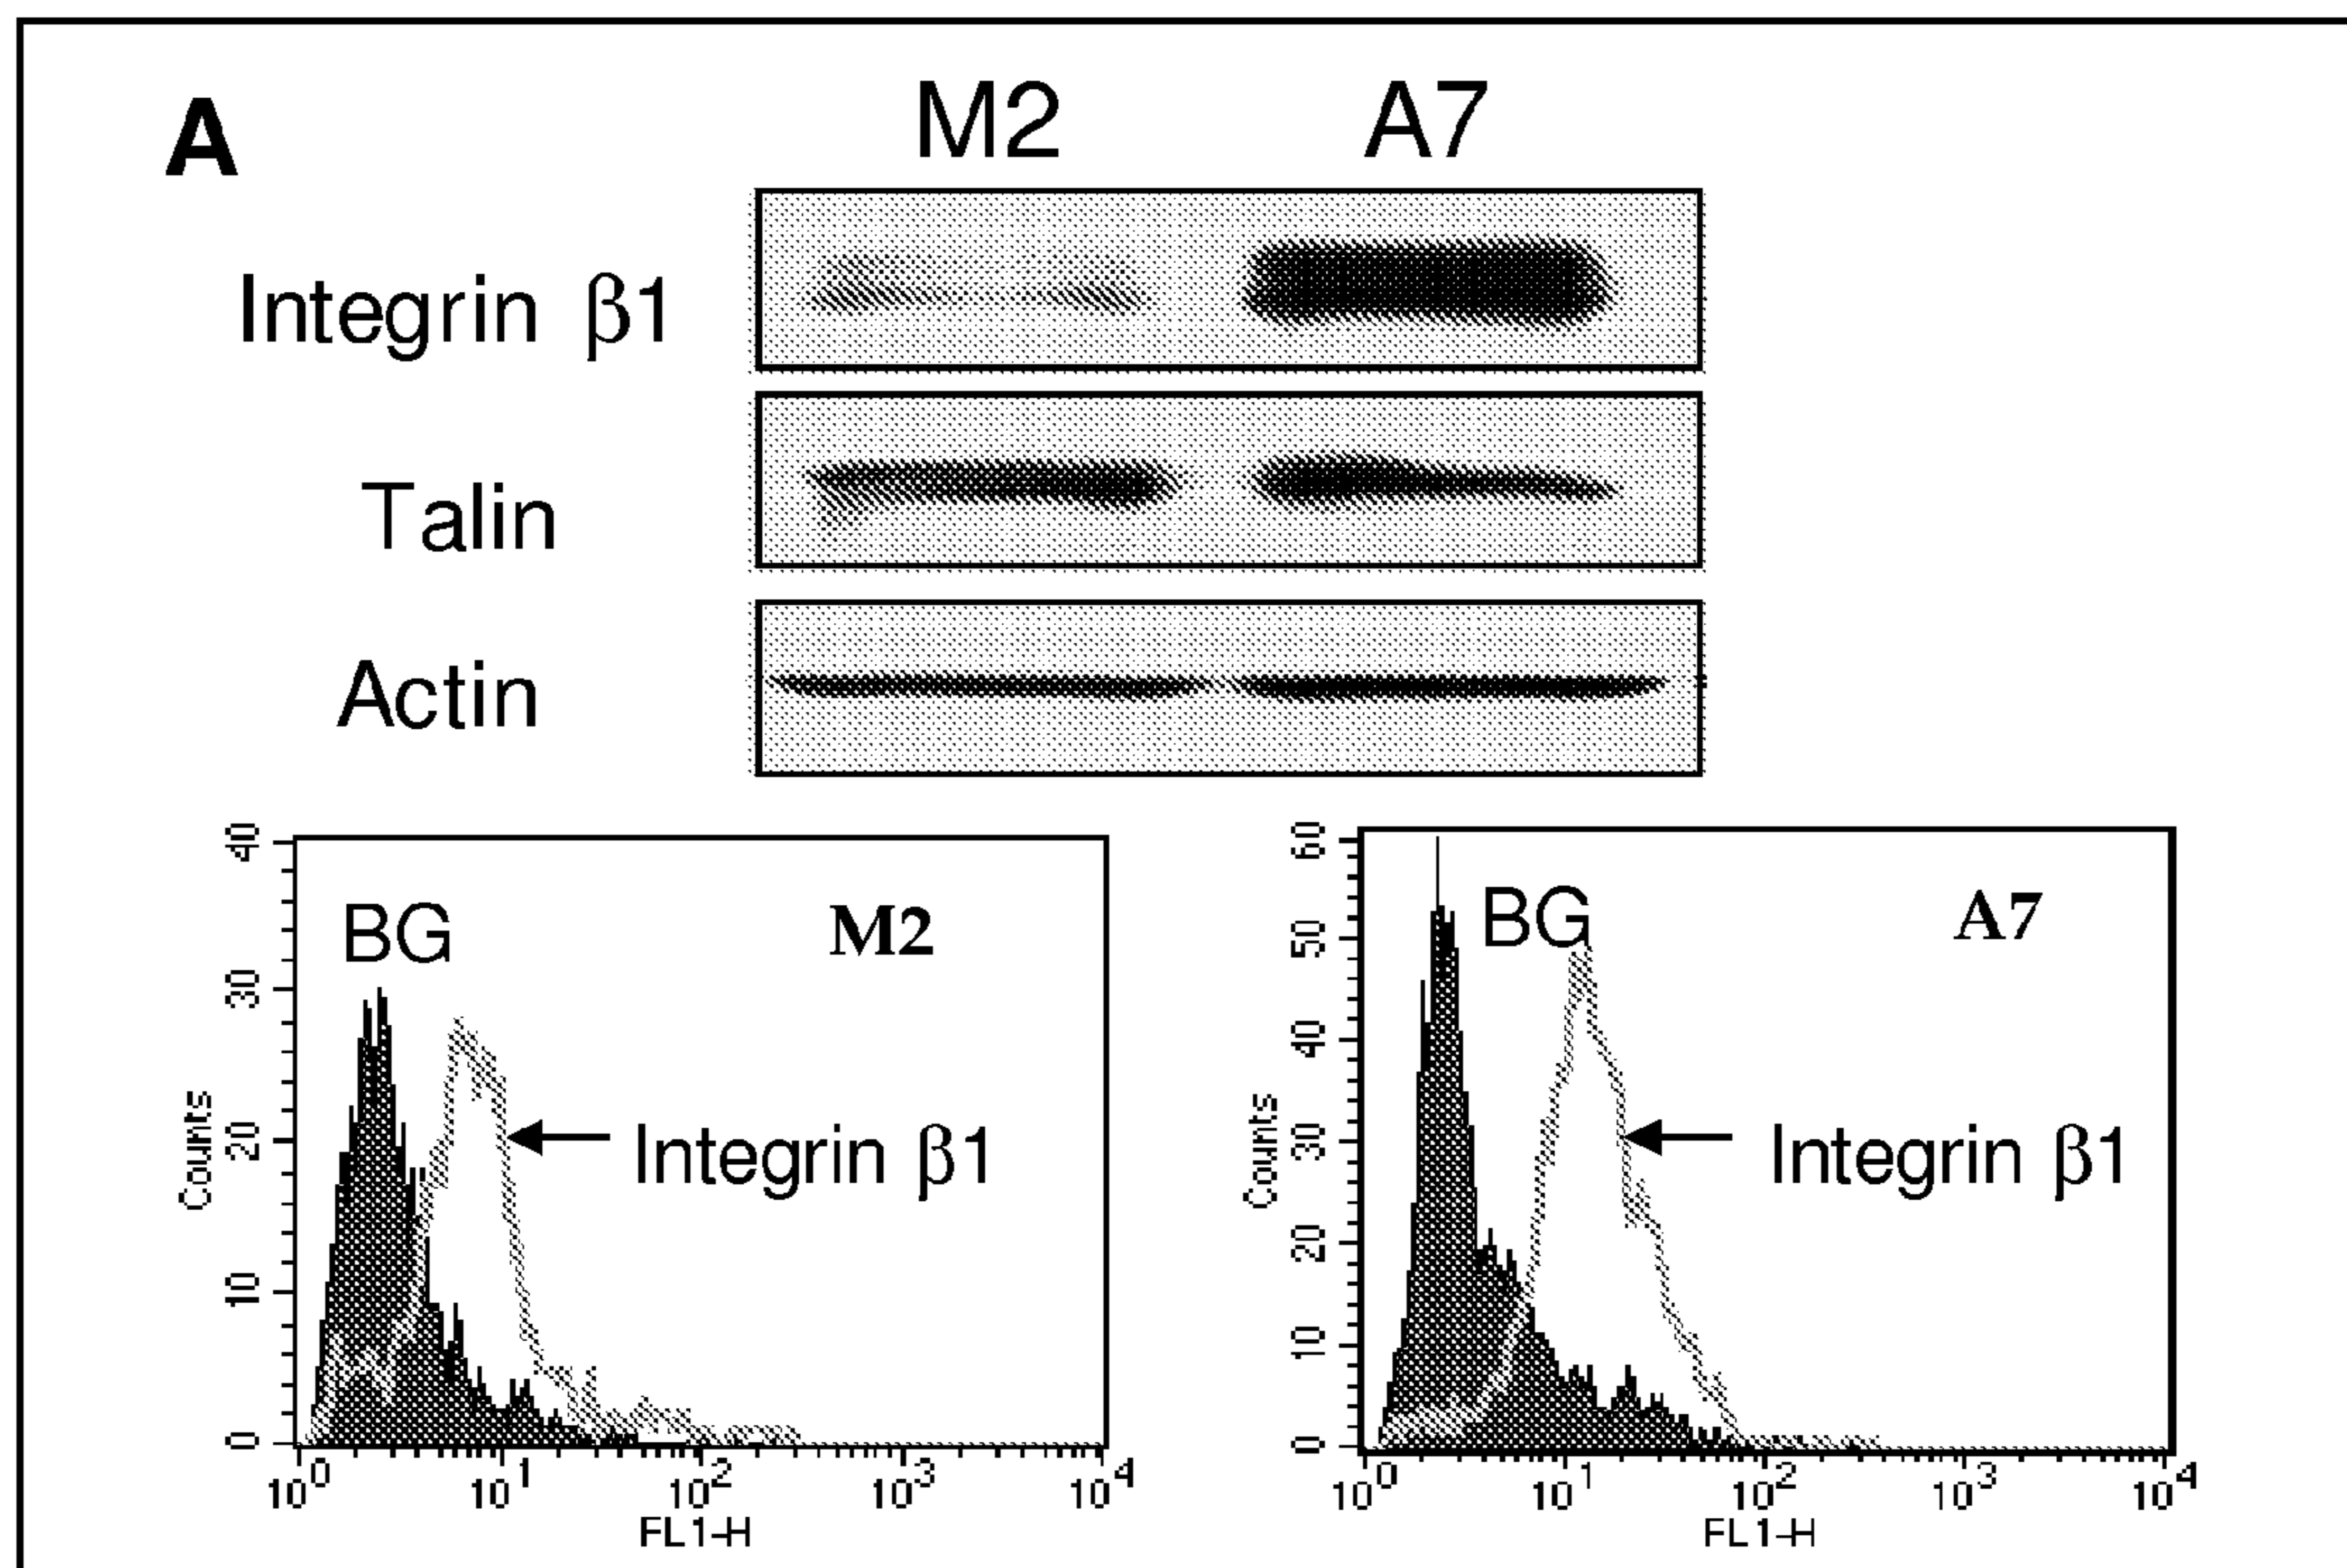 A
M2 A7
Integrin β1
Talin
Actin
40
30
20
10
0
Counts
BG
M2
Integrin β1
10^0 10^1 10^2 10^3 10^4
FL1-H
60
50
40
30
20
10
0
Counts
BG
A7
Integrin β1
10^0 10^1 10^2 10^3 10^4
FL1-H